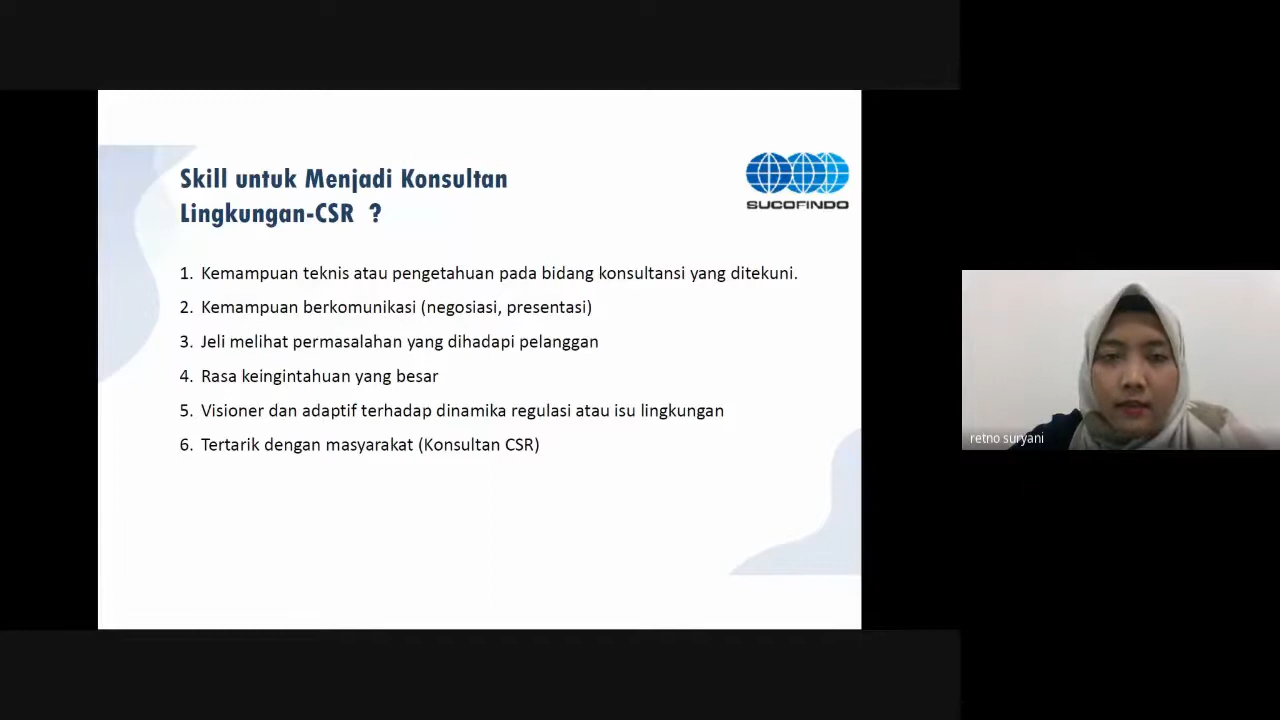 Skill untuk Menjadi Konsultan
Lingkungan-CSR ?
SUCOFINDO
1. Kemampuan teknis atau pengetahuan pada bidang konsultansi yang ditekuni.
2. Kemampuan berkomunikasi (negosiasi, presentasi)
3. Jeli melihat permasalahan yang dihadapi pelanggan
4. Rasa keingintahuan yang besar
5. Visioner dan adaptif terhadap dinamika regulasi atau isu lingkungan
6. Tertarik dengan masyarakat (Konsultan CSR)
retno suryani